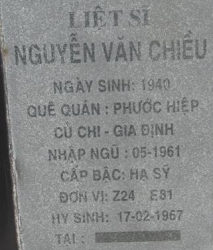 LIỆT SĨ
NGUYỄN VĂN CHIỀU
NGÀY SINH: 1940
QUÊ QUÁN : PHƯỚC HIỆP
CỦ CHI - GIA ĐỊNH
NHẬP NGŨ : 05-1961
CẤP BẬC: HẠ SỸ
ĐƠN VỊ: Z24 E81
HY SINH: 17-02-1967
TẠI :